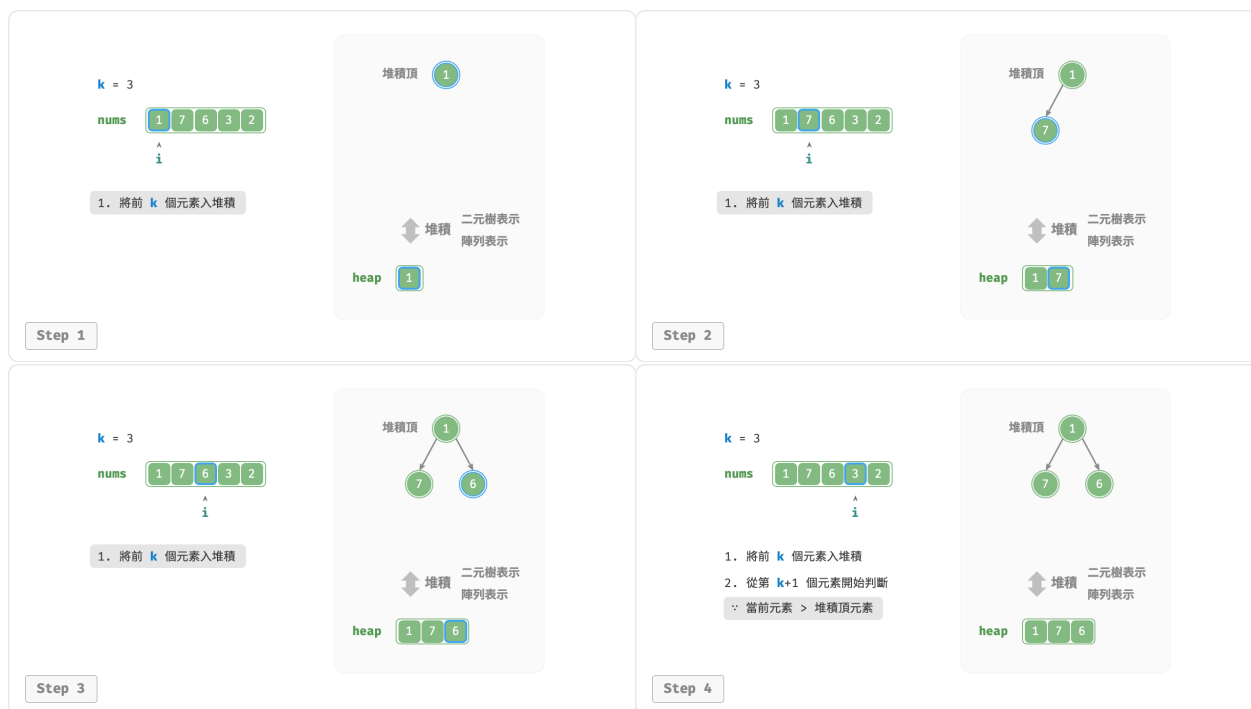 k = 3
nums 1 7 6 3 2
i
1. 將前 k 個元素入堆積
堆積頂 1
堆積 二元樹表示
陣列表示
heap 1
Step 1
k = 3
nums 1 7 6 3 2
i
1. 將前 k 個元素入堆積
堆積頂 1
7
堆積 二元樹表示
陣列表示
heap 1 7
Step 2
k = 3
nums 1 7 6 3 2
i
1. 將前 k 個元素入堆積
堆積頂 1
7 6
堆積 二元樹表示
陣列表示
heap 1 7 6
Step 3
k = 3
nums 1 7 6 3 2
i
1. 將前 k 個元素入堆積
2. 從第 k+1 個元素開始判斷
∵ 當前元素 > 堆積頂元素
堆積頂 1
7 6
堆積 二元樹表示
陣列表示
heap 1 7 6
Step 4